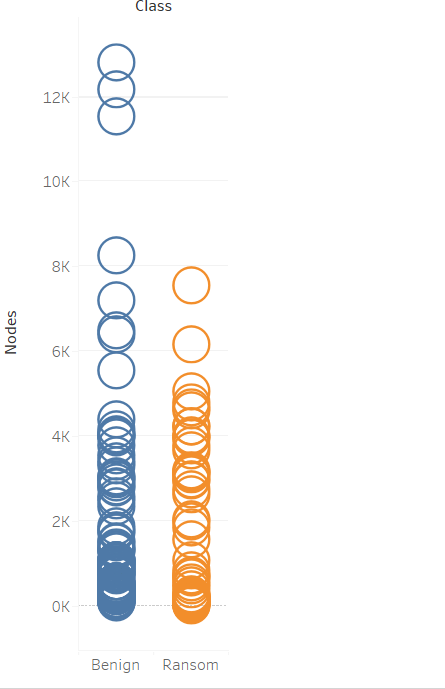 Class
12K
10K
8K
6K
4K
2K
0K
Nodes
Benign Ransom